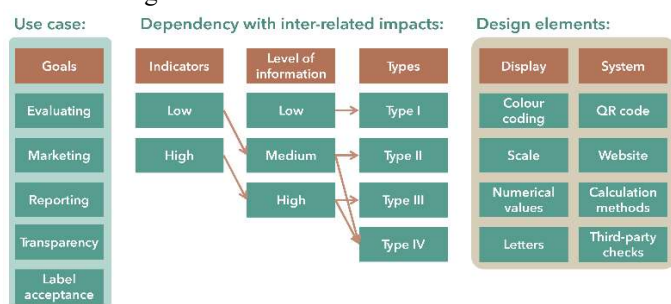 Use case:
Dependency with inter-related impacts:
Design elements:
Goals
Evaluating
Marketing
Reporting
Transparency
Label
acceptance
Indicators
Low
High
Level of
information
Low
Medium
High
Types
Type I
Type II
Type III
Type IV
Display
Colour
coding
Scale
Numerical
values
Letters
System
QR code
Website
Calculation
methods
Third-party
checks